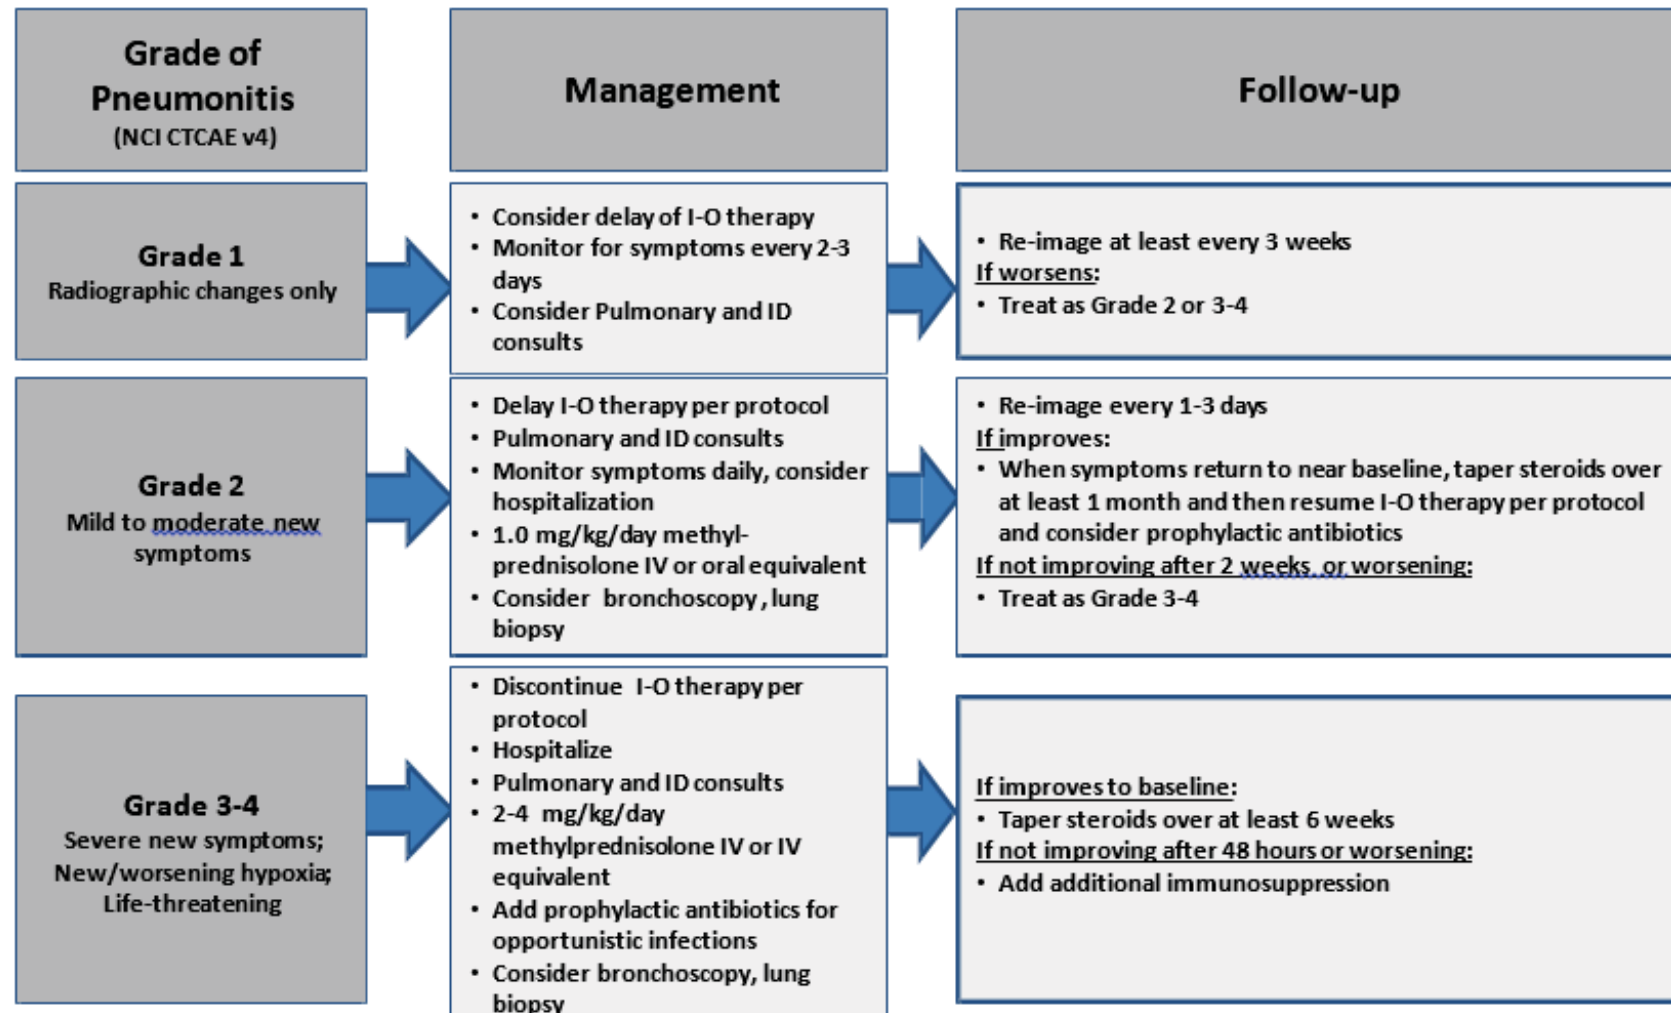 Grade of
Pneumonitis
(NCI CTCAE v4)
Management
Follow-up
Grade 1
Radiographic changes only
• Consider delay of I-O therapy
• Monitor for symptoms every 2-3
days
• Consider Pulmonary and ID
consults
• Re-image at least every 3 weeks
If worsens:
• Treat as Grade 2 or 3-4
Grade 2
Mild to moderate new
symptoms
• Delay I-O therapy per protocol
• Pulmonary and ID consults
• Monitor symptoms daily, consider
hospitalization
• 1.0 mg/kg/day methyl-
prednisolone IV or oral equivalent
• Consider bronchoscopy, lung
biopsy
• Re-image every 1-3 days
If improves:
• When symptoms return to near baseline, taper steroids over
at least 1 month and then resume I-O therapy per protocol
and consider prophylactic antibiotics
If not improving after 2 weeks or worsening:
• Treat as Grade 3-4
Grade 3-4
Severe new symptoms;
New/worsening hypoxia;
Life-threatening
• Discontinue I-O therapy per
protocol
• Hospitalize
• Pulmonary and ID consults
• 2-4 mg/kg/day
methylprednisolone IV or IV
equivalent
• Add prophylactic antibiotics for
opportunistic infections
• Consider bronchoscopy, lung
biopsy
If improves to baseline:
• Taper steroids over at least 6 weeks
If not improving after 48 hours or worsening:
• Add additional immunosuppression